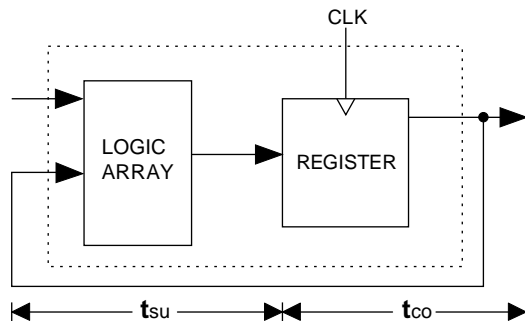 CLK
LOGIC
ARRAY
REGISTER
tsu
tco